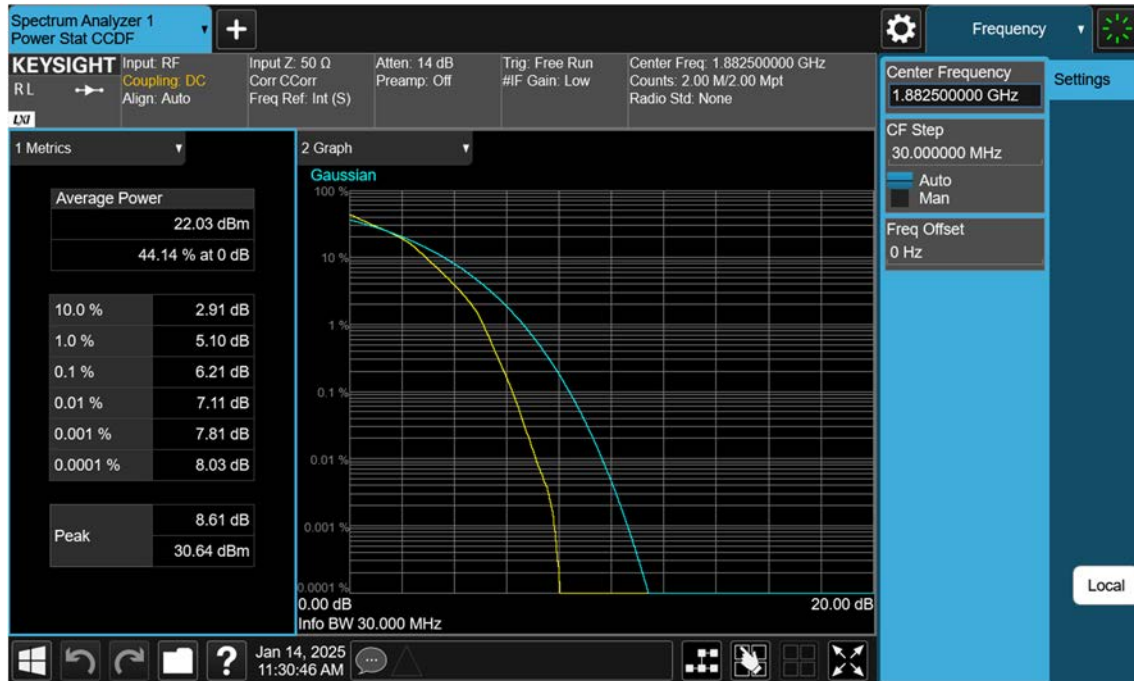 Spectrum Analyzer 1
Power Stat CCDF
+
Frequency
KEYSIGHT
R L
LXI
Input: RF
Coupling: DC
Align: Auto
Input Z: 50 Ω
Corr CCorr
Freq Ref: Int (S)
Atten: 14 dB
Preamp: Off
Trig: Free Run
#IF Gain: Low
Center Freq: 1.882500000 GHz
Counts: 2.00 M/2.00 Mpt
Radio Std: None
Center Frequency
1.882500000 GHz
Settings
CF Step
30.000000 MHz
Auto
Man
Freq Offset
0 Hz
Local
1 Metrics
Average Power
22.03 dBm
44.14 % at 0 dB
10.0 % 2.91 dB
1.0 % 5.10 dB
0.1 % 6.21 dB
0.01 % 7.11 dB
0.001 % 7.81 dB
0.0001 % 8.03 dB
Peak
8.61 dB
30.64 dBm
2 Graph
Gaussian
100 %
10 %
1 %
0.1 %
0.01 %
0.001 %
0.0001 %
0.00 dB 20.00 dB
Info BW 30.000 MHz
?
Jan 14, 2025
11:30:46 AM